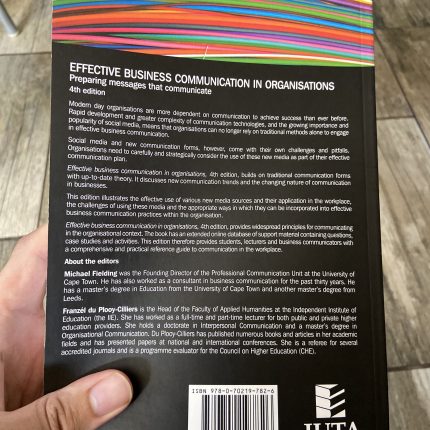 EFFECTIVE BUSINESS COMMUNICATION IN ORGANISATIONS
Preparing messages that communicate
4th edition
Modern day organisations are more dependent on communication to achieve success than ever before.
Rapid development and greater complexity of communication technologies, and the growing importance and
popularity of social media, means that organisations can no longer rely on traditional methods alone to engage
in effective business communication.
Social media and new communication forms, however, come with their own challenges and pitfalls.
Organisations need to carefully and strategically consider the use of these new media as part of their effective
communication plan.
Effective business communication in organisations, 4th edition, builds on traditional communication forms
with up-to-date theory. It discusses new communication trends and the changing nature of communication
in businesses.
This edition illustrates the effective use of various new media sources and their application in the workplace,
the challenges of using these media and the appropriate ways in which they can be incorporated into effective
business communication practices within the organisation.
Effective business communication in organisations, 4th edition, provides widespread principles for communicating
in the organisational context. The book has an extended online database of support material containing questions,
case studies and activities. This edition therefore provides students, lecturers and business communicators with
a comprehensive and practical reference guide to communication in the workplace.
About the editors
Michael Fielding was the Founding Director of the Professional Communication Unit at the University of
Cape Town. He has also worked as a consultant in business communication for the past thirty years. He
has a master's degree in Education from the University of Cape Town and another master's degree from
Leeds.
Franzél du Plooy-Cilliers is the Head of the Faculty of Applied Humanities at the Independent Institute of
Education (the IIE). She has worked as a full-time and part-time lecturer for both public and private higher
education providers. She holds a doctorate in Interpersonal Communication and a master's degree in
Organisational Communication. Du Plooy-Cilliers has published numerous books and articles in her academic
fields and has presented papers at national and international conferences. She is a referee for several
accredited journals and is a programme evaluator for the Council on Higher Education (CHE).
ISBN 978-0-70219-782-6
JUTA